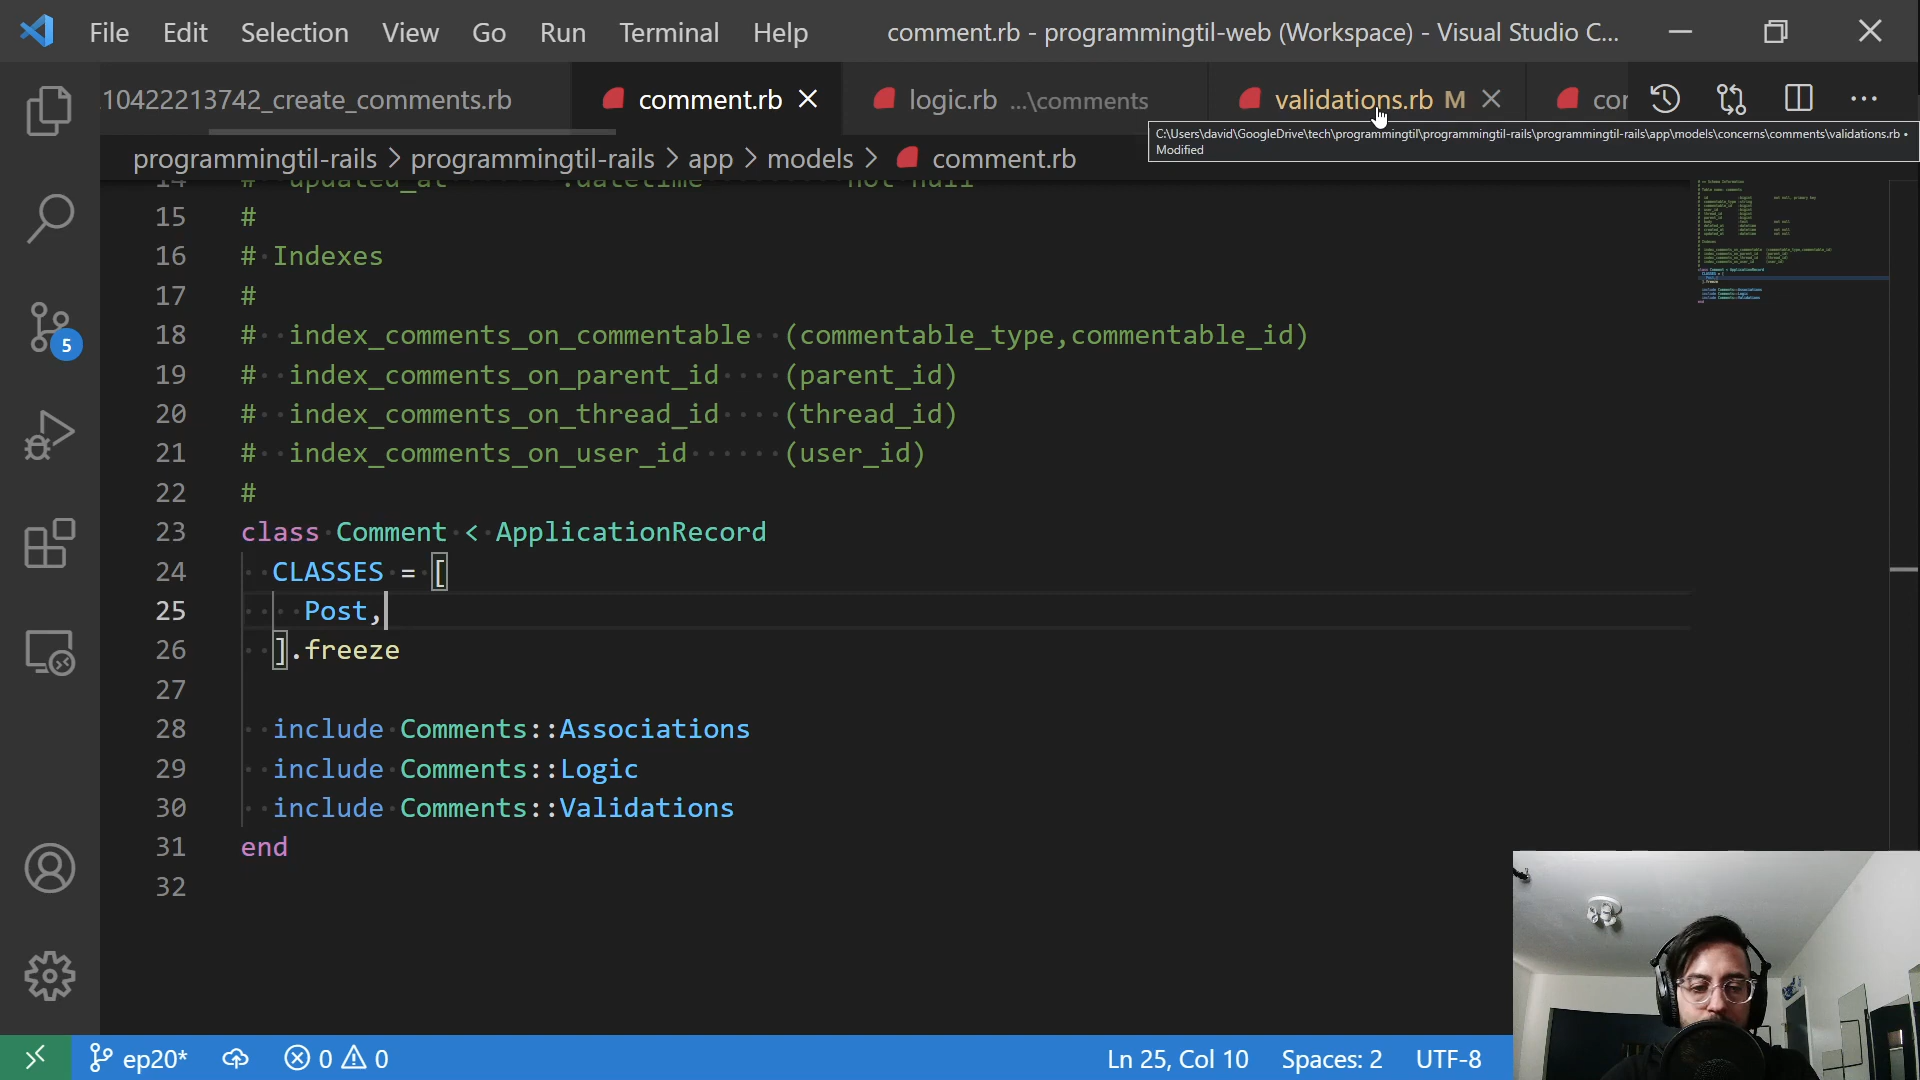 File Edit Selection View Go Run Terminal Help comment.rb - programmingtil-web (Workspace) - Visual Studio C...
10422213742_create_comments.rb comment.rb logic.rb ...\comments validations.rb M cor
C:\Users\david\GoogleDrive\tech\programmingtil\programmingtil-rails\programmingtil-rails\app\models\concerns\comments\validations.rb •
Modified
programmingtil-rails > programmingtil-rails > app > models > comment.rb
14 # updated_at :datetime not null
15 #
16 # Indexes
17 #
18 # index_comments_on_commentable (commentable_type,commentable_id)
19 # index_comments_on_parent_id (parent_id)
20 # index_comments_on_thread_id (thread_id)
21 # index_comments_on_user_id (user_id)
22 #
23 class Comment < ApplicationRecord
24 CLASSES = [
25 Post,
26 ].freeze
27
28 include Comments::Associations
29 include Comments::Logic
30 include Comments::Validations
31 end
32
5
ep20* 0 0 Ln 25, Col 10 Spaces: 2 UTF-8